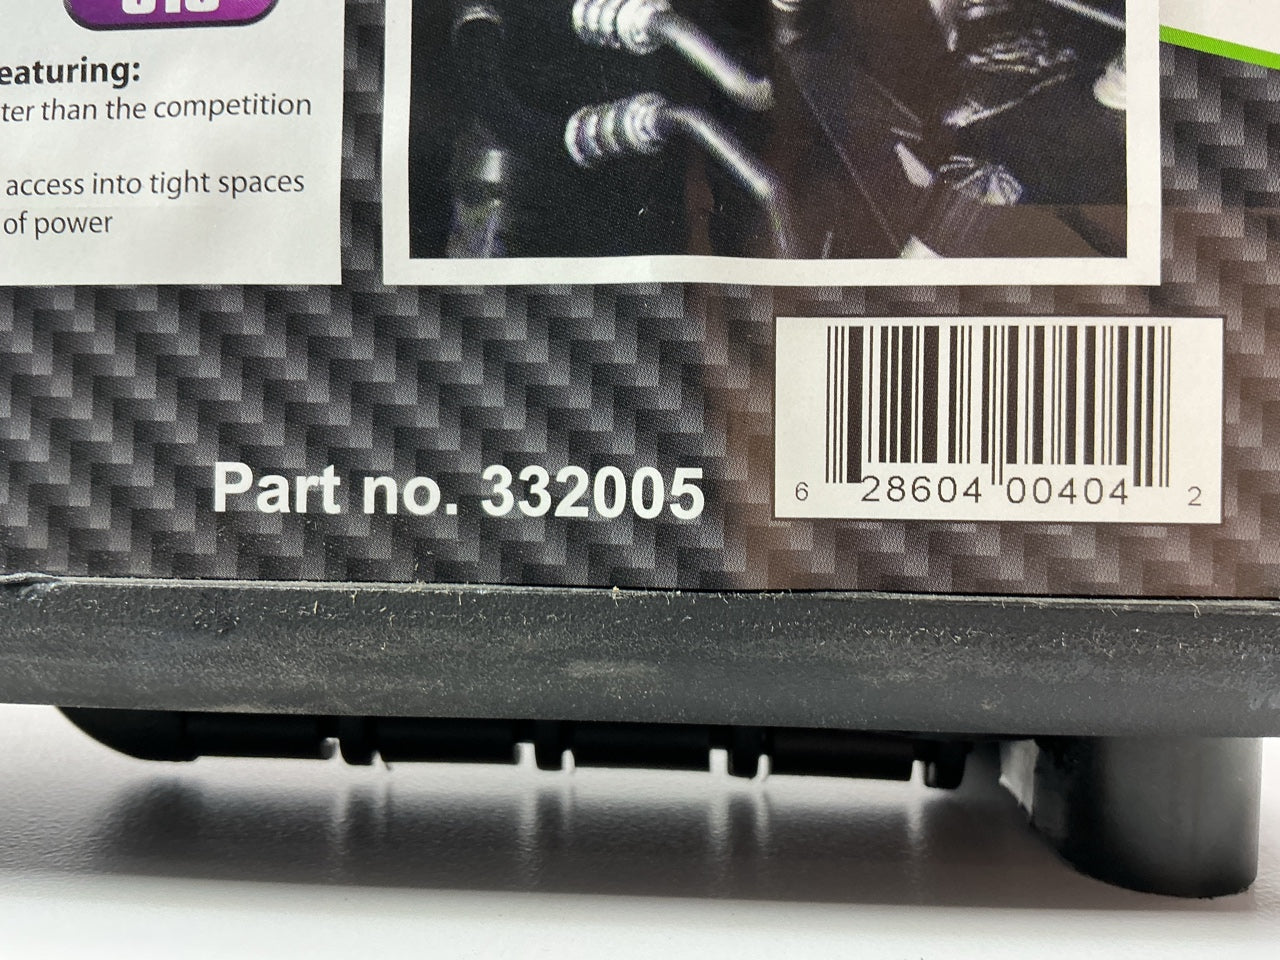 eaturing:
ter than the competition
access into tight spaces
of power
Part no. 332005
6 28604 00404 2